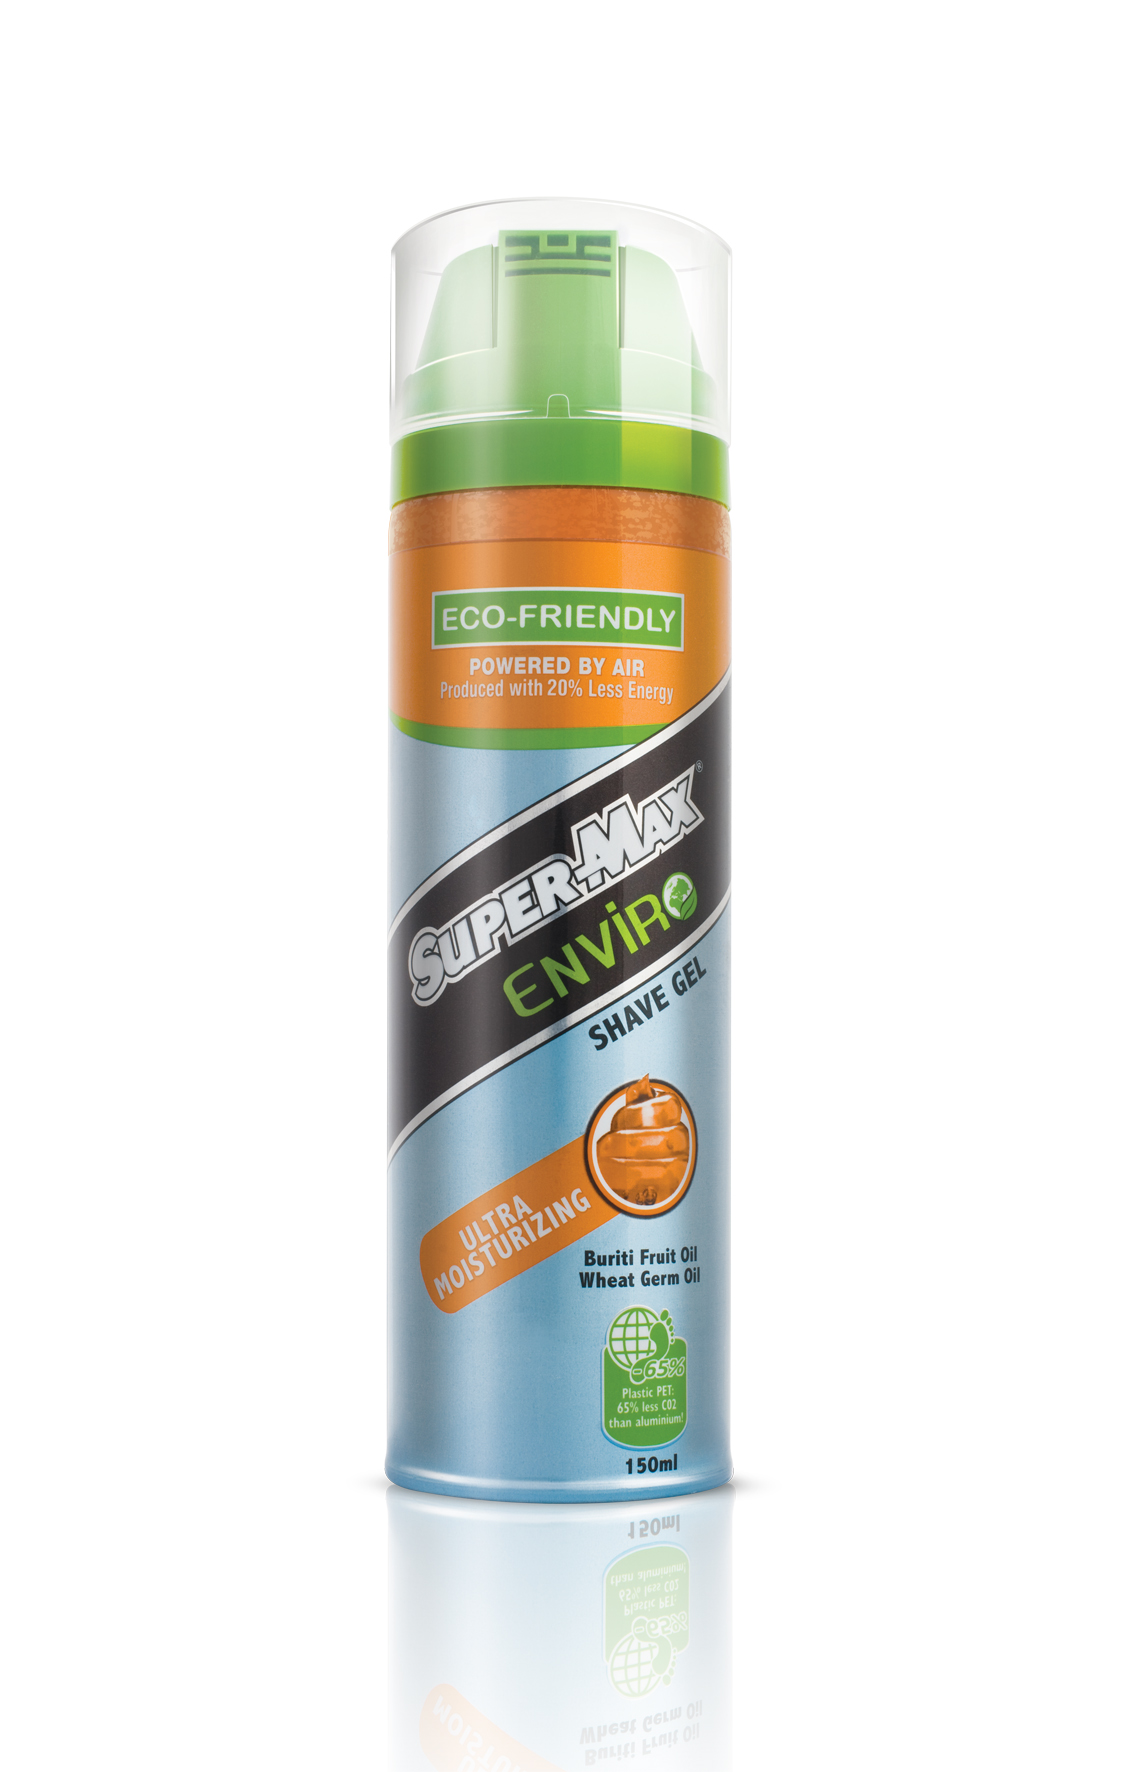 ECO-FRIENDLY
POWERED BY AIR
Produced with 20% Less Energy
SUPER-MAX®
ENVIRO
SHAVE GEL
ULTRA
MOISTURIZING
Buriti Fruit Oil
Wheat Germ Oil
-65%
Plastic PET:
65% less CO2
than aluminium!
150ml